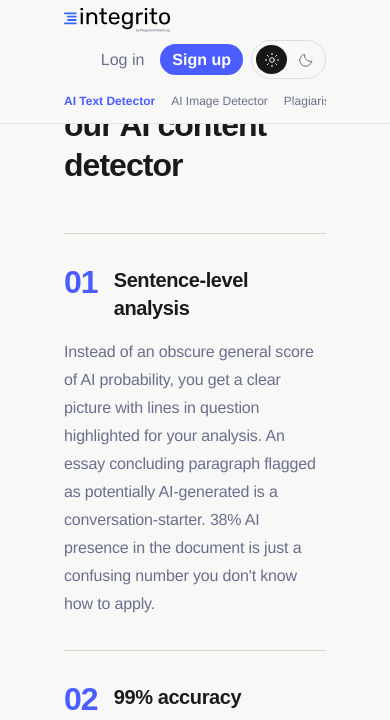 integrito
Log in Sign up
AI Text Detector AI Image Detector Plagiaris
our AI content
detector
01 Sentence-level
analysis
Instead of an obscure general score
of AI probability, you get a clear
picture with lines in question
highlighted for your analysis. An
essay concluding paragraph flagged
as potentially AI-generated is a
conversation-starter. 38% AI
presence in the document is just a
confusing number you don't know
how to apply.
02 99% accuracy